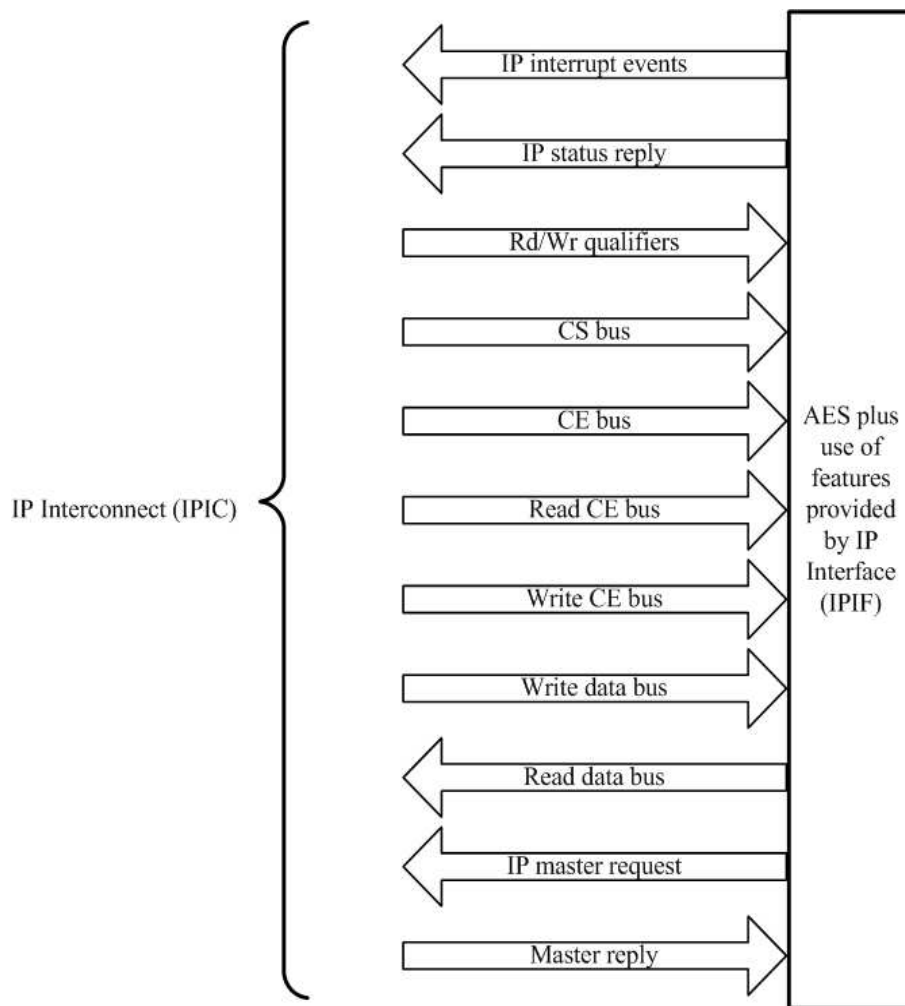 IP interrupt events
IP status reply
Rd/Wr qualifiers
CS bus
CE bus
Read CE bus
Write CE bus
Write data bus
Read data bus
IP master request
Master reply
IP Interconnect (IPIC)
AES plus
use of
features
provided
by IP
Interface
(IPIF)